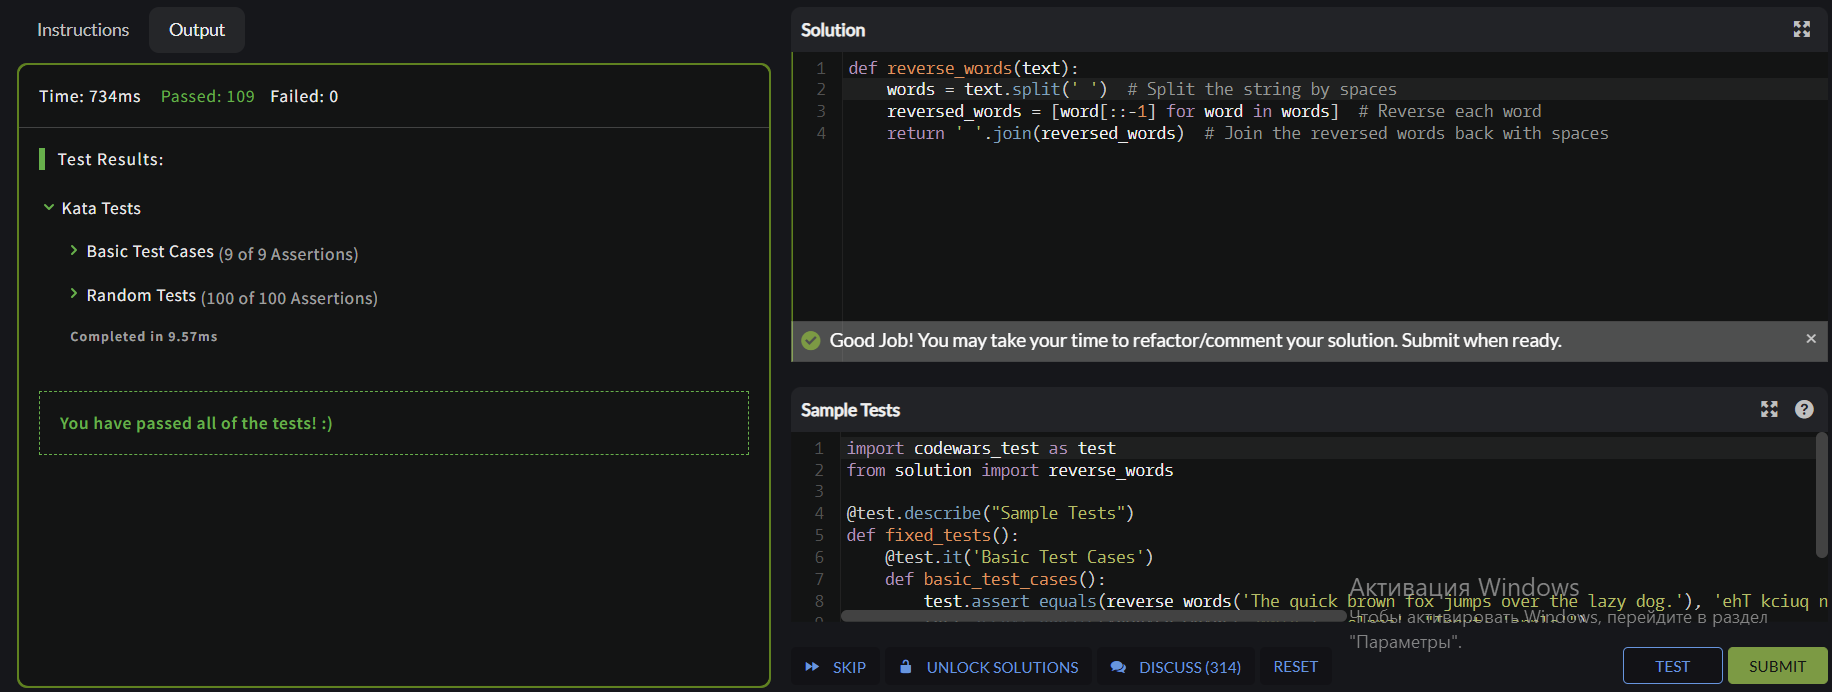 Instructions
Output
Time: 734ms Passed: 109 Failed: 0
Test Results:
Kata Tests
Basic Test Cases (9 of 9 Assertions)
Random Tests (100 of 100 Assertions)
Completed in 9.57ms
You have passed all of the tests! :)
Solution
1 def reverse_words(text):
2     words = text.split(' ')  # Split the string by spaces
3     reversed_words = [word[::-1] for word in words]  # Reverse each word
4     return ' '.join(reversed_words)  # Join the reversed words back with spaces
Good Job! You may take your time to refactor/comment your solution. Submit when ready.
Sample Tests
1 import codewars_test as test
2 from solution import reverse_words
3
4 @test.describe("Sample Tests")
5 def fixed_tests():
6     @test.it('Basic Test Cases')
7     def basic_test_cases():
8         test.assert_equals(reverse_words('The quick brown fox jumps over the lazy dog.'), 'ehT kciuq n
Активация Windows
Чтобы активировать Windows, перейдите в раздел
"Параметры".
SKIP
UNLOCK SOLUTIONS
DISCUSS (314)
RESET
TEST
SUBMIT